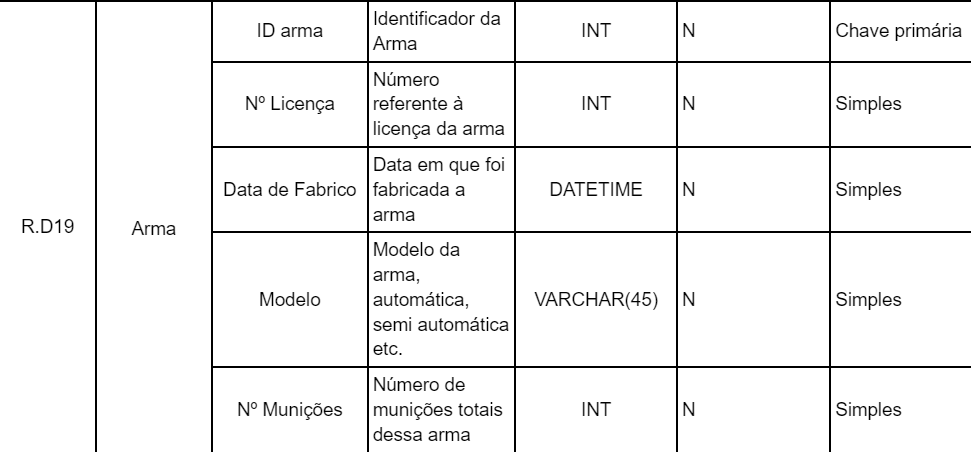 R.D19
Arma
ID arma
Identificador da
Arma
INT
N
Chave primária
Nº Licença
Número
referente à
licença da arma
INT
N
Simples
Data de Fabrico
Data em que foi
fabricada a
arma
DATETIME
N
Simples
Modelo
Modelo da
arma,
automática,
semi automática
etc.
VARCHAR(45)
N
Simples
Nº Munições
Número de
munições totais
dessa arma
INT
N
Simples